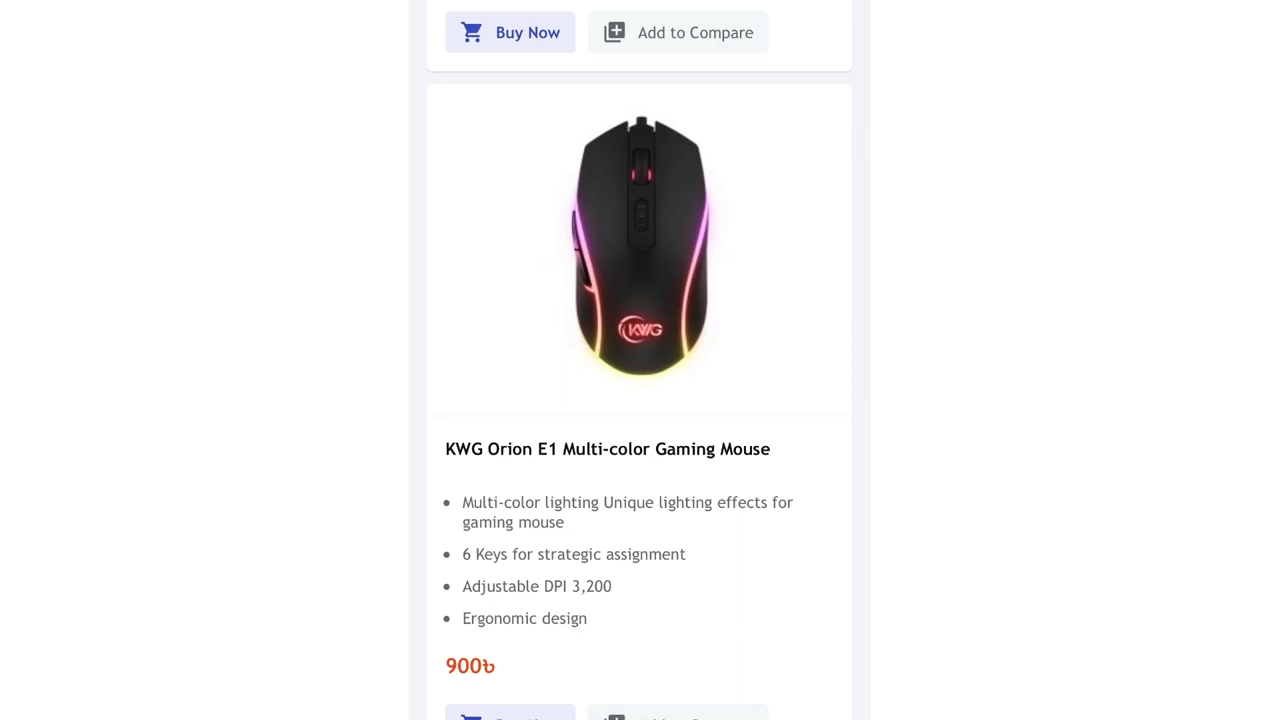 Buy Now
Add to Compare
KWG
KWG Orion E1 Multi-color Gaming Mouse
Multi-color lighting Unique lighting effects for
gaming mouse
6 Keys for strategic assignment
Adjustable DPI 3,200
Ergonomic design
900৳